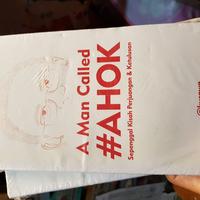 A Man Called
#AHOK
Sepenggal Kisah Perjuangan & Ketulusan